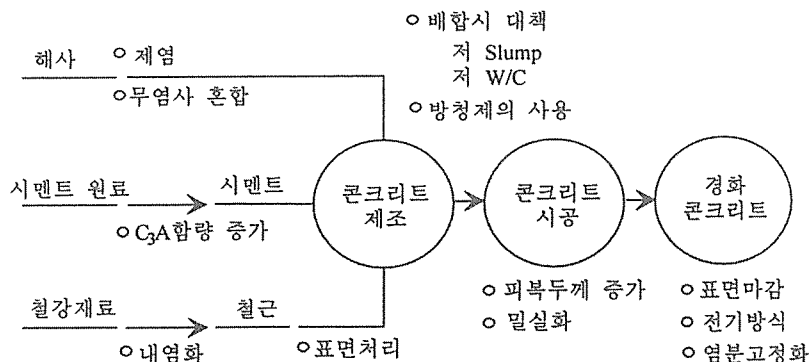 ○ 배합시 대책
저 Slump
저 W/C
○ 방청제의 사용
해사
○ 제염
○ 무염사 혼합
시멘트 원료
○ C₃A함량 증가
시멘트
콘크리트
제조
콘크리트
시공
경화
콘크리트
철강재료
○ 내염화
철근
○ 표면처리
○ 피복두께 증가
○ 밀실화
○ 표면마감
○ 전기방식
○ 염분고정화